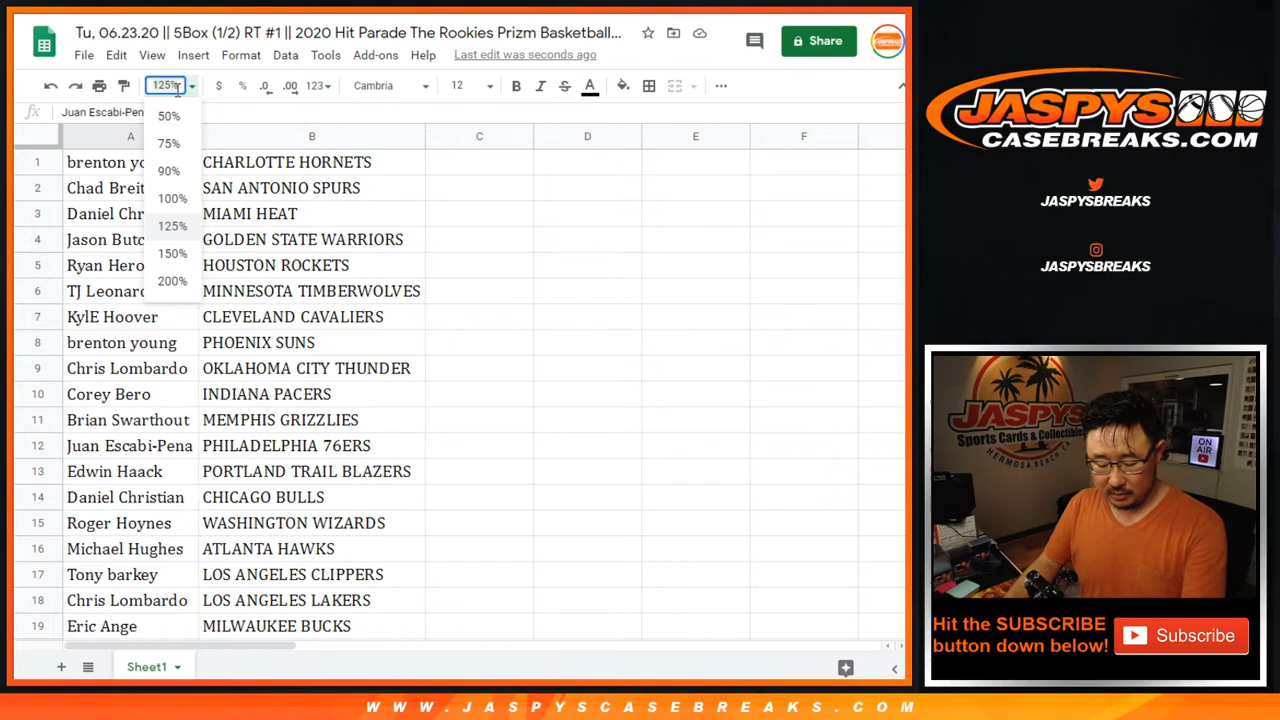 Tu, 06.23.20 || 5Box (1/2) RT #1 || 2020 Hit Parade The Rookies Prizm Basketball...
File Edit View Insert Format Data Tools Add-ons Help Last edit was seconds ago
Share
125% $ % .0 .00 123 Cambria 12 B I S A
fx Juan Escabi-Pen
50%
75%
90%
100%
125%
150%
200%
A B C D E F
1 brenton yo CHARLOTTE HORNETS
2 Chad Breit SAN ANTONIO SPURS
3 Daniel Chr MIAMI HEAT
4 Jason Butc GOLDEN STATE WARRIORS
5 Ryan Hero HOUSTON ROCKETS
6 TJ Leonard MINNESOTA TIMBERWOLVES
7 KylE Hoover CLEVELAND CAVALIERS
8 brenton young PHOENIX SUNS
9 Chris Lombardo OKLAHOMA CITY THUNDER
10 Corey Bero INDIANA PACERS
11 Brian Swarthout MEMPHIS GRIZZLIES
12 Juan Escabi-Pena PHILADELPHIA 76ERS
13 Edwin Haack PORTLAND TRAIL BLAZERS
14 Daniel Christian CHICAGO BULLS
15 Roger Hoynes WASHINGTON WIZARDS
16 Michael Hughes ATLANTA HAWKS
17 Tony barkey LOS ANGELES CLIPPERS
18 Chris Lombardo LOS ANGELES LAKERS
19 Eric Ange MILWAUKEE BUCKS
Sheet1
JASPYS
CASEBREAKS.COM
JASPYSBREAKS
JASPYSBREAKS
JASPYS
Sports Cards & Collectibles
HERMOSA BEACH, CA
ON
AIR
Hit the SUBSCRIBE
button down below!
Subscribe
WWW.JASPYSCASEBREAKS.COM